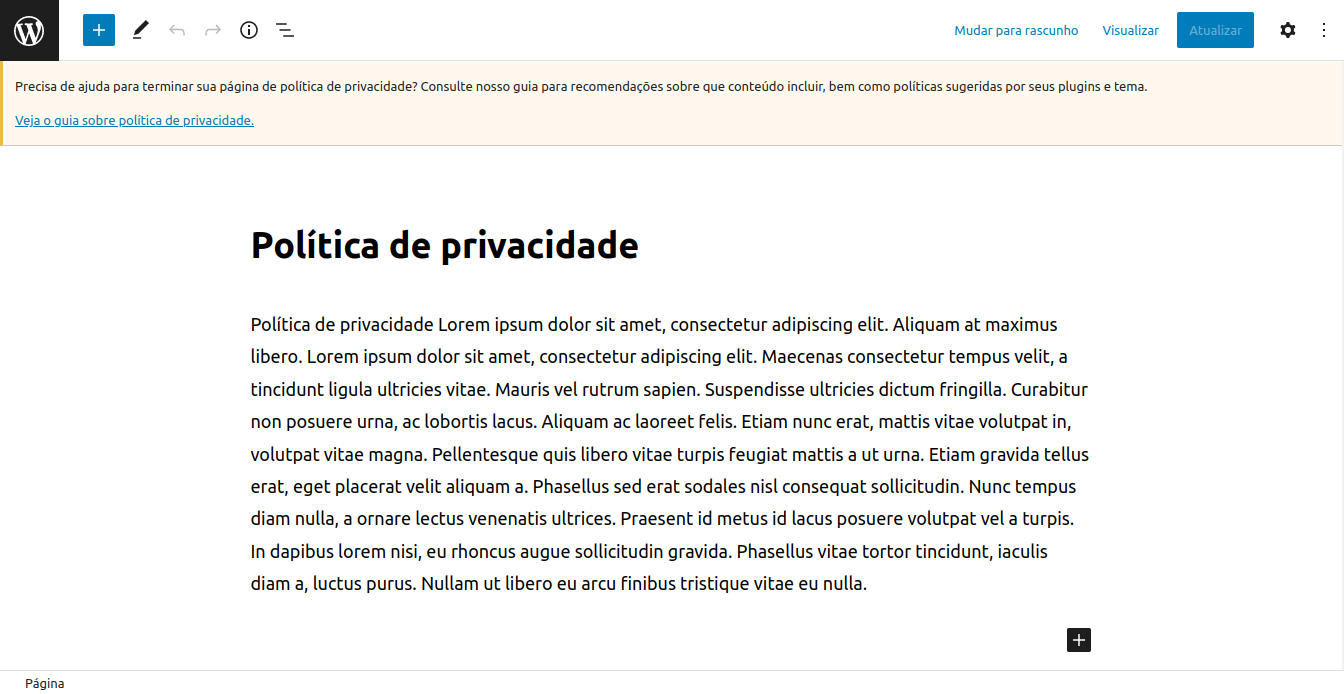 Mudar para rascunho Visualizar Atualizar
Precisa de ajuda para terminar sua página de política de privacidade? Consulte nosso guia para recomendações sobre que conteúdo incluir, bem como políticas sugeridas por seus plugins e tema.
Veja o guia sobre política de privacidade.
Política de privacidade
Política de privacidade Lorem ipsum dolor sit amet, consectetur adipiscing elit. Aliquam at maximus
libero. Lorem ipsum dolor sit amet, consectetur adipiscing elit. Maecenas consectetur tempus velit, a
tincidunt ligula ultricies vitae. Mauris vel rutrum sapien. Suspendisse ultricies dictum fringilla. Curabitur
non posuere urna, ac lobortis lacus. Aliquam ac laoreet felis. Etiam nunc erat, mattis vitae volutpat in,
volutpat vitae magna. Pellentesque quis libero vitae turpis feugiat mattis a ut urna. Etiam gravida tellus
erat, eget placerat velit aliquam a. Phasellus sed erat sodales nisl consequat sollicitudin. Nunc tempus
diam nulla, a ornare lectus venenatis ultrices. Praesent id metus id lacus posuere volutpat vel a turpis.
In dapibus lorem nisi, eu rhoncus augue sollicitudin gravida. Phasellus vitae tortor tincidunt, iaculis
diam a, luctus purus. Nullam ut libero eu arcu finibus tristique vitae eu nulla.
Página